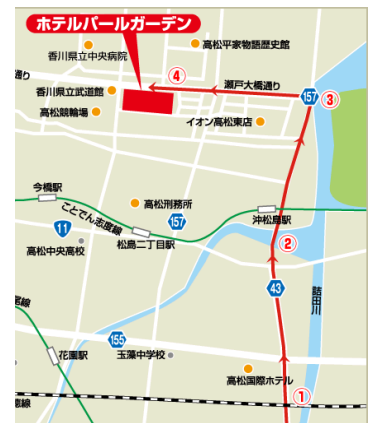 ホテルパールガーデン
香川県立中央病院
高松平家物語歴史館
通り
④
瀬戸大橋通り
香川県立武道館
157
③
高松競輪場
イオン高松東店
今橋駅
ことでん志度線
高松刑務所
157
沖松島駅
11
高松中央高校
松島二丁目駅
②
43
詰田川
尾線
155
花園駅
玉藻中学校
高松国際ホテル
①
恵線